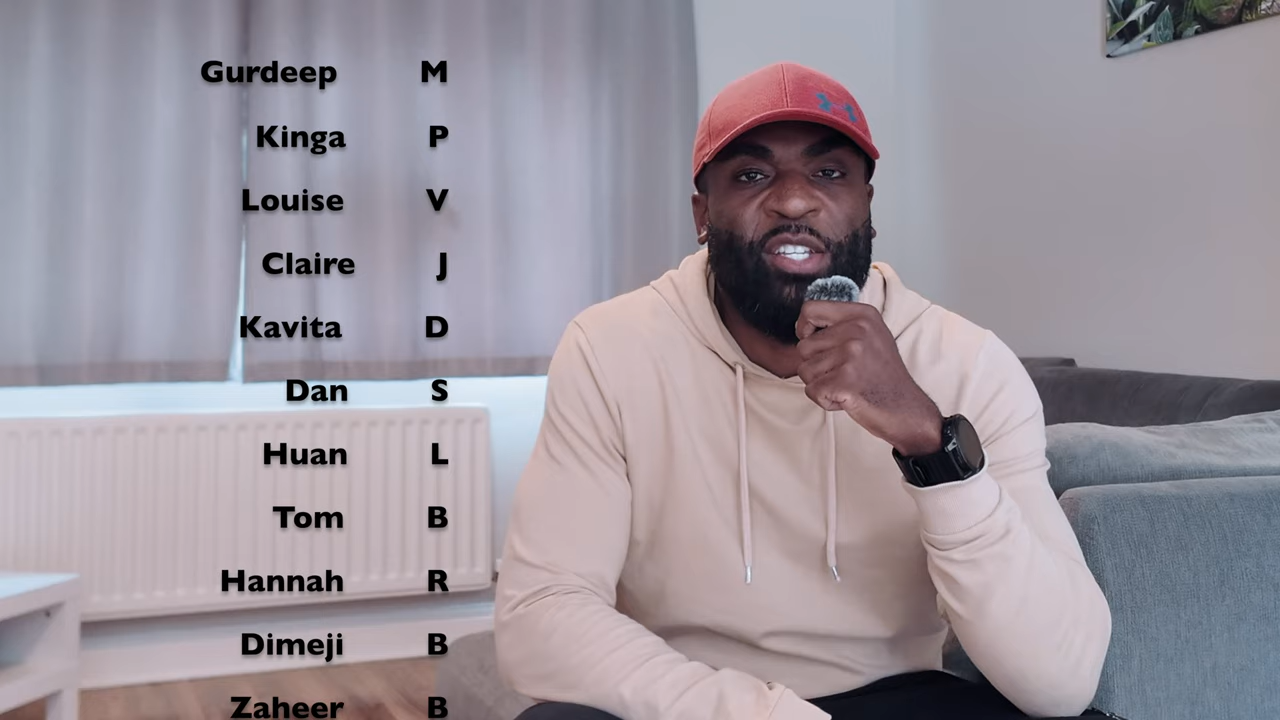 Gurdeep M
Kinga P
Louise V
Claire J
Kavita D
Dan S
Huan L
Tom B
Hannah R
Dimeji B
Zaheer B